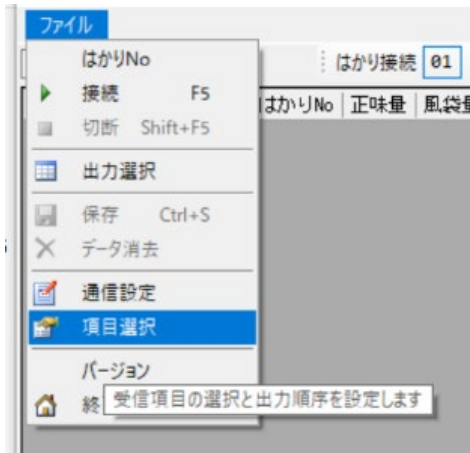 ファイル
はかりNo
はかり接続 01
接続 F5
はかりNo 正味量 風袋量
切断 Shift+F5
出力選択
保存 Ctrl+S
データ消去
通信設定
項目選択
バージョン
終
受信項目の選択と出力順序を設定します